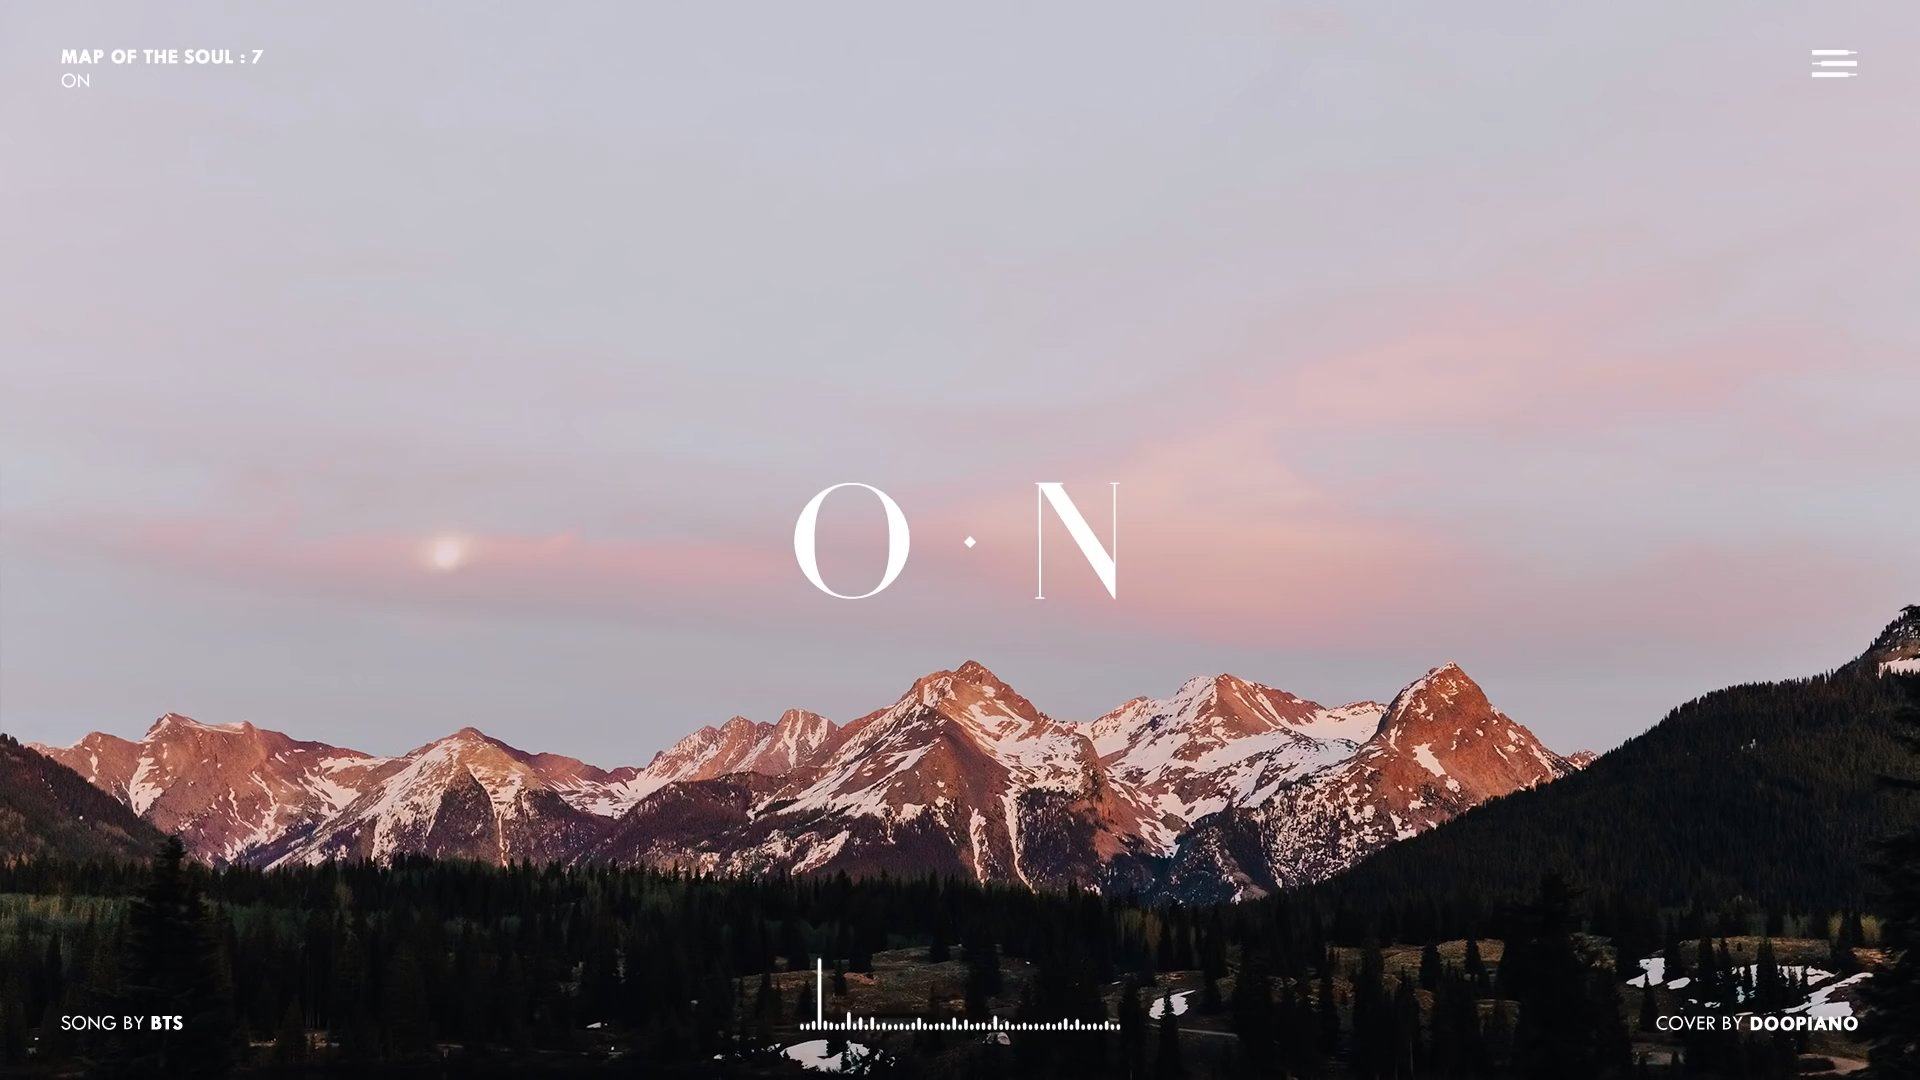 MAP OF THE SOUL : 7
ON
O · N
SONG BY BTS
COVER BY DOOPIANO